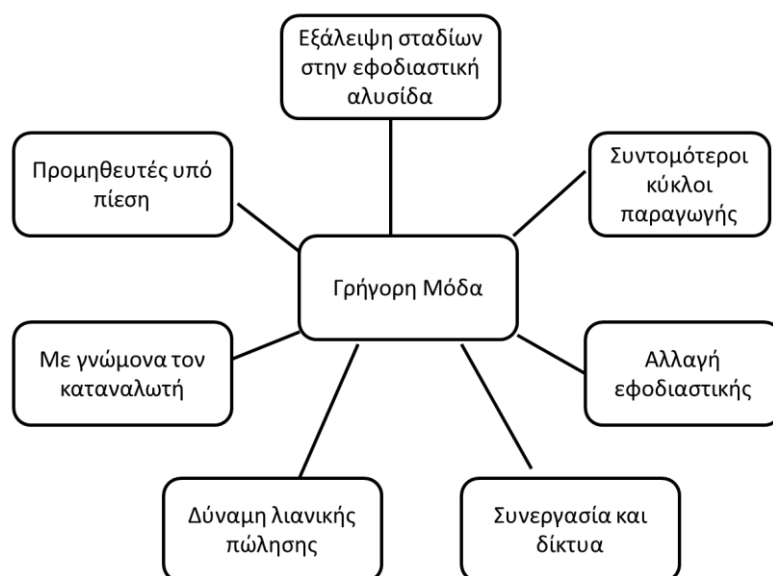 Εξάλειψη σταδίων
στην εφοδιαστική
αλυσίδα
Προμηθευτές υπό
πίεση
Συντομότεροι
κύκλοι
παραγωγής
Γρήγορη Μόδα
Με γνώμονα τον
καταναλωτή
Αλλαγή
εφοδιαστικής
Δύναμη λιανικής
πώλησης
Συνεργασία και
δίκτυα